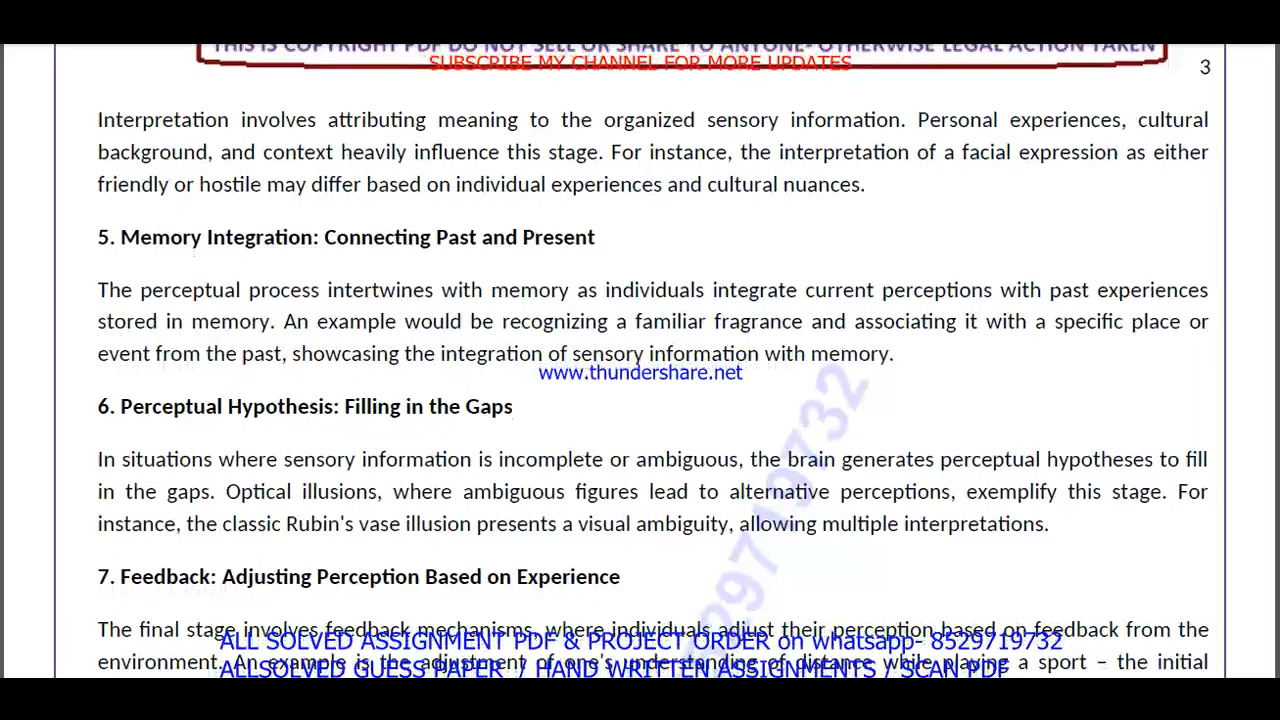 THIS IS COPYRIGHT PDF DO NOT SELL OR SHARE TO ANYONE- OTHERWISE LEGAL ACTION TAKEN
SUBSCRIBE MY CHANNEL FOR MORE UPDATES
3
Interpretation involves attributing meaning to the organized sensory information. Personal experiences, cultural
background, and context heavily influence this stage. For instance, the interpretation of a facial expression as either
friendly or hostile may differ based on individual experiences and cultural nuances.
5. Memory Integration: Connecting Past and Present
The perceptual process intertwines with memory as individuals integrate current perceptions with past experiences
stored in memory. An example would be recognizing a familiar fragrance and associating it with a specific place or
event from the past, showcasing the integration of sensory information with memory.
www.thundershare.net
6. Perceptual Hypothesis: Filling in the Gaps
In situations where sensory information is incomplete or ambiguous, the brain generates perceptual hypotheses to fill
in the gaps. Optical illusions, where ambiguous figures lead to alternative perceptions, exemplify this stage. For
instance, the classic Rubin's vase illusion presents a visual ambiguity, allowing multiple interpretations.
8529719732
7. Feedback: Adjusting Perception Based on Experience
The final stage involves feedback mechanisms, where individuals adjust their perception based on feedback from the
ALL SOLVED ASSIGNMENT PDF & PROJECT ORDER on whatsapp- 8529719732
environment. An example is the adjustment of one's understanding of distance while playing a sport – the initial
ALLSOLVED GUESS PAPER / HAND WRITTEN ASSIGNMENTS / SCAN PDF